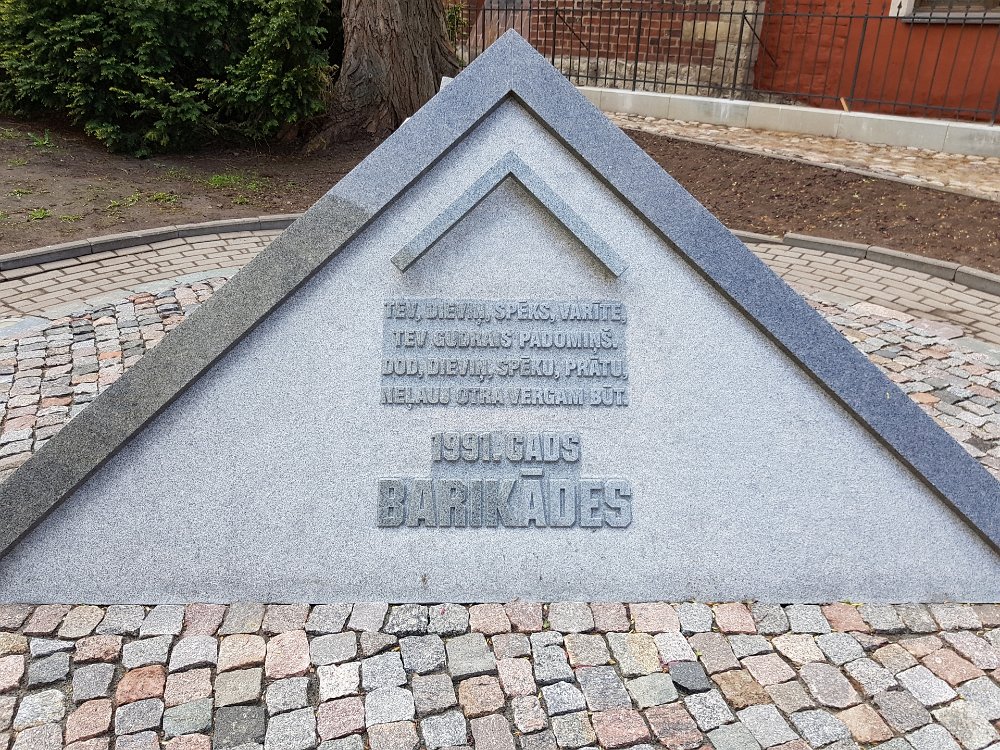 TEV, DIEVIŅ, SPĒKS, VARĪTE,
TEV GUDRAIS PADOMIŅŠ.
DOD, DIEVIŅ, SPĒKU, PRĀTU,
NEĻAUJ OTRA VERGAM BŪT.
1991. GADS
BARIKĀDES